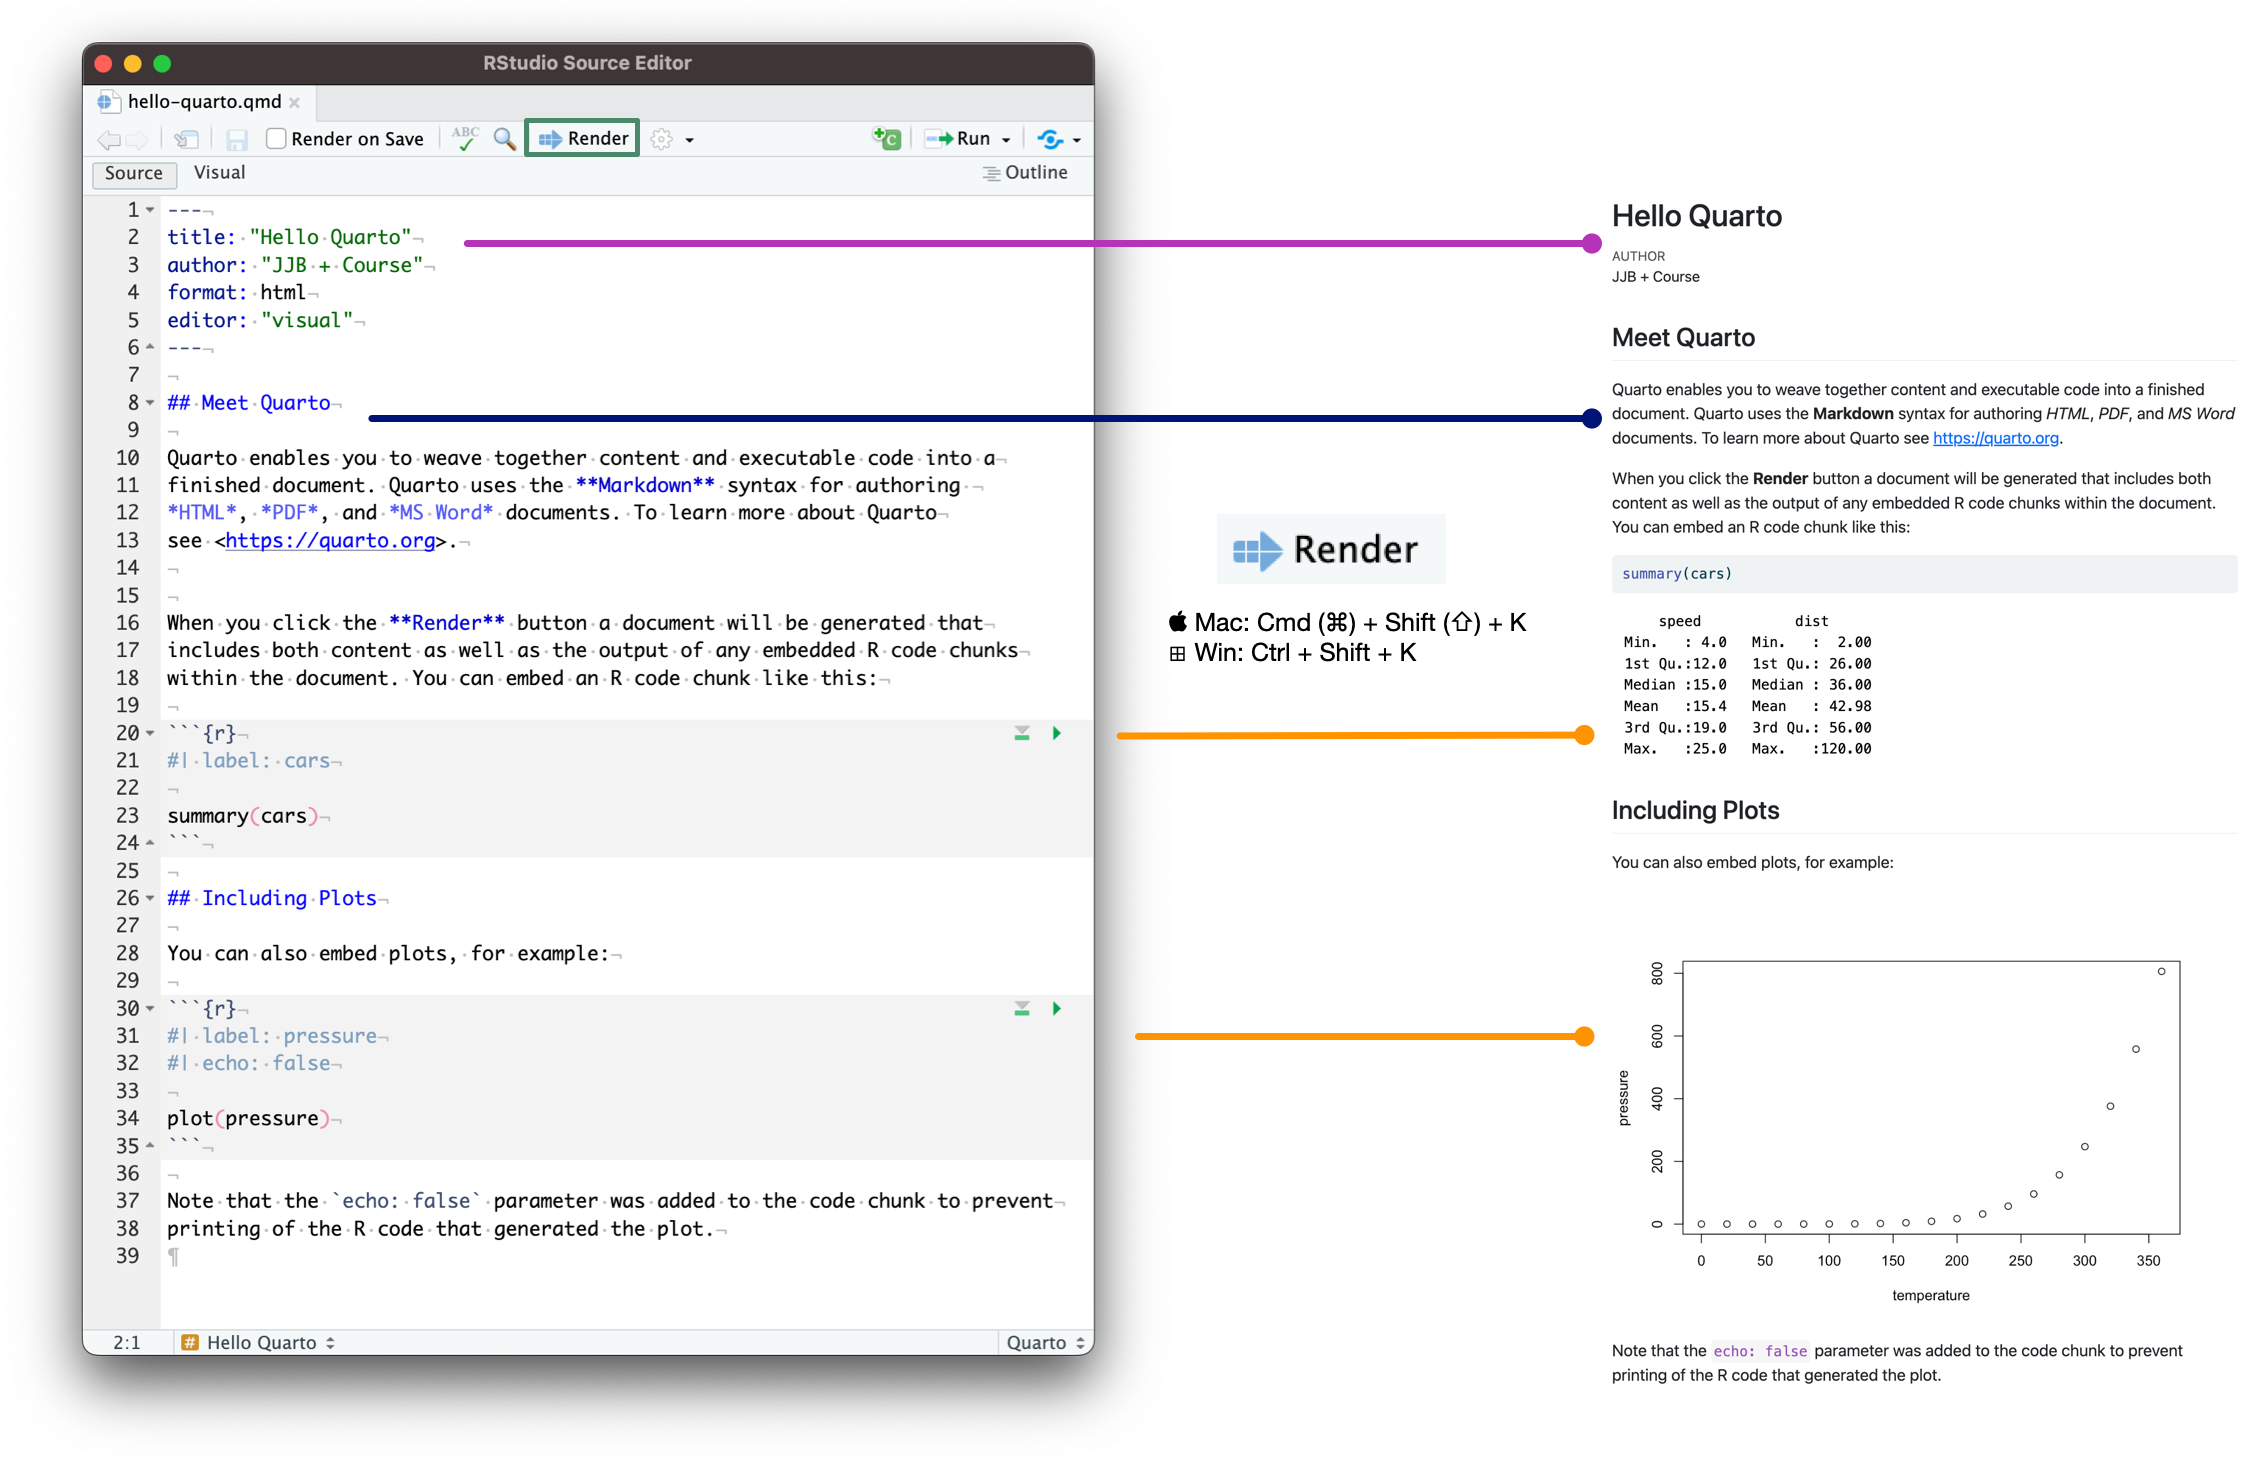 RStudio Source Editor
hello-quarto.qmd
Render on Save
ABC
Render
C
Run
Source
Visual
Outline
1 ---
2 title: "Hello Quarto"
3 author: "JJB + Course"
4 format: html
5 editor: "visual"
6 ---
7
8 ## Meet Quarto
9
10 Quarto enables you to weave together content and executable code into a
11 finished document. Quarto uses the **Markdown** syntax for authoring
12 *HTML*, *PDF*, and *MS Word* documents. To learn more about Quarto
13 see <https://quarto.org>.
14
15
16 When you click the **Render** button a document will be generated that
17 includes both content as well as the output of any embedded R code chunks
18 within the document. You can embed an R code chunk like this:
19
20 ```{r}
21 #| label: cars
22
23 summary(cars)
24 ```
25
26 ## Including Plots
27
28 You can also embed plots, for example:
29
30 ```{r}
31 #| label: pressure
32 #| echo: false
33
34 plot(pressure)
35 ```
36
37 Note that the `echo: false` parameter was added to the code chunk to prevent
38 printing of the R code that generated the plot.
39 ¶
2:1
# Hello Quarto
Quarto
Render
Mac: Cmd (⌘) + Shift (⇧) + K
Win: Ctrl + Shift + K
Hello Quarto
AUTHOR
JJB + Course
Meet Quarto
Quarto enables you to weave together content and executable code into a finished
document. Quarto uses the Markdown syntax for authoring HTML, PDF, and MS Word
documents. To learn more about Quarto see https://quarto.org.
When you click the Render button a document will be generated that includes both
content as well as the output of any embedded R code chunks within the document.
You can embed an R code chunk like this:
summary(cars)
speed dist
Min. : 4.0 Min. : 2.00
1st Qu.:12.0 1st Qu.: 26.00
Median :15.0 Median : 36.00
Mean :15.4 Mean : 42.98
3rd Qu.:19.0 3rd Qu.: 56.00
Max. :25.0 Max. :120.00
Including Plots
You can also embed plots, for example:
800
600
400
200
0
pressure
0 50 100 150 200 250 300 350
temperature
Note that the echo: false parameter was added to the code chunk to prevent
printing of the R code that generated the plot.